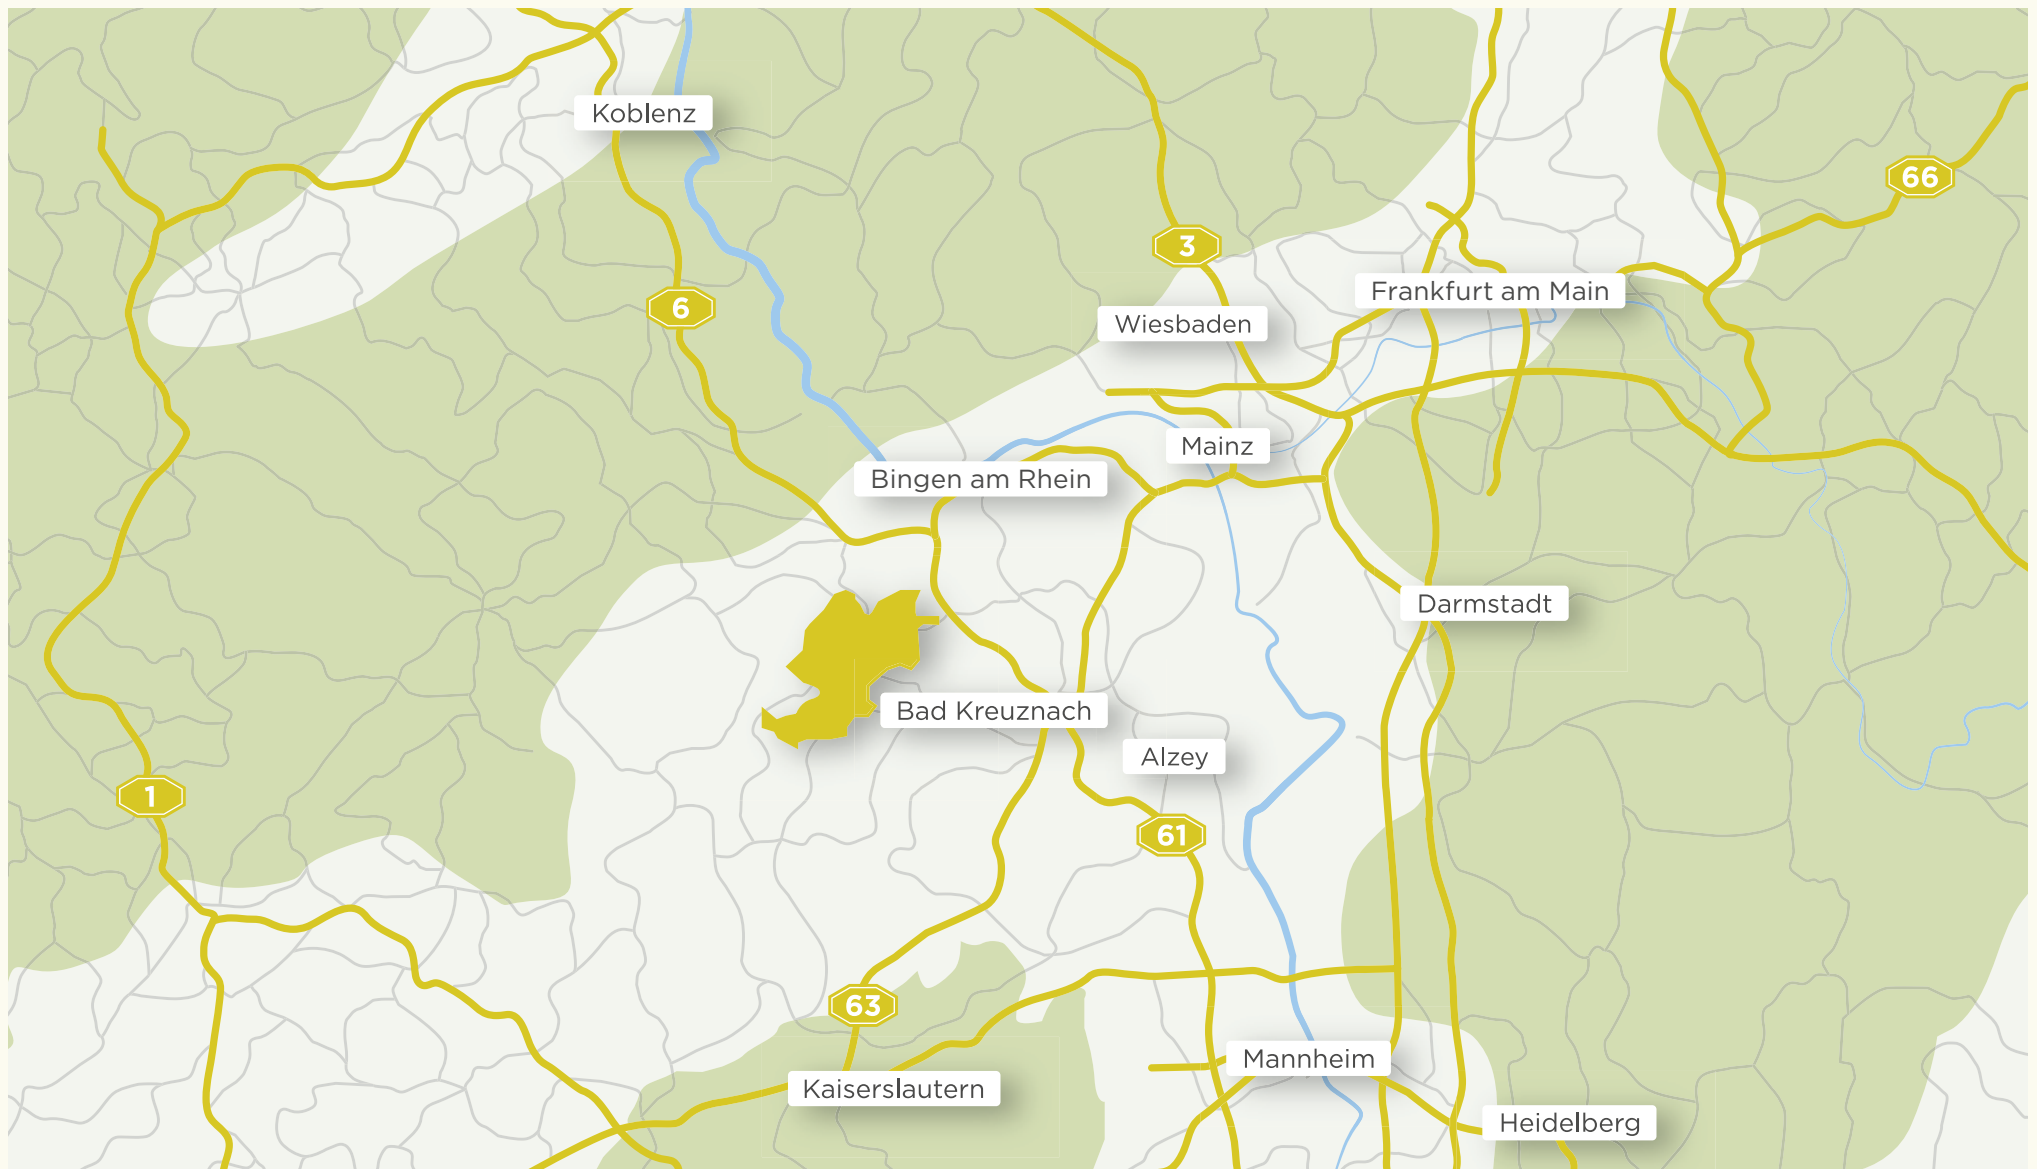 Koblenz
66
3
Frankfurt am Main
6
Wiesbaden
Mainz
Bingen am Rhein
Darmstadt
Bad Kreuznach
Alzey
1
61
63
Mannheim
Kaiserslautern
Heidelberg